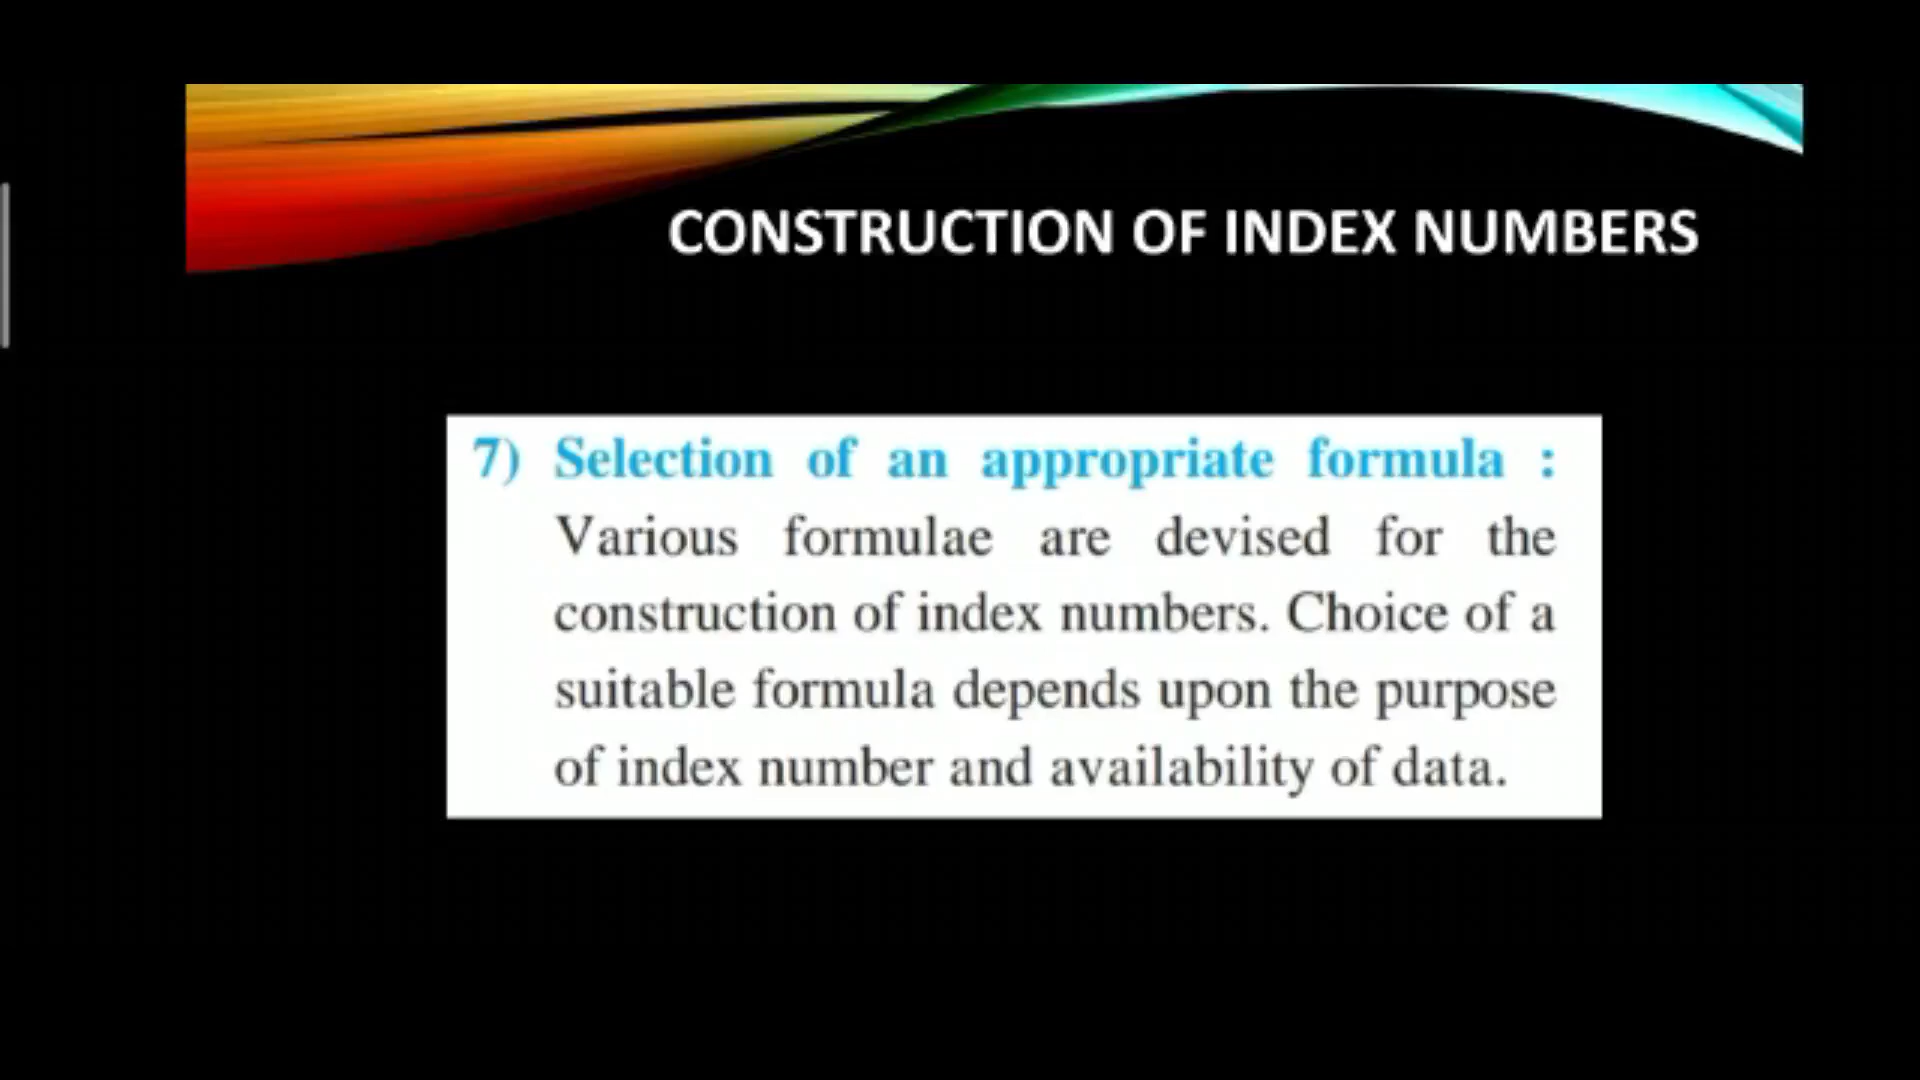 CONSTRUCTION OF INDEX NUMBERS
7) Selection of an appropriate formula :
Various formulae are devised for the
construction of index numbers. Choice of a
suitable formula depends upon the purpose
of index number and availability of data.